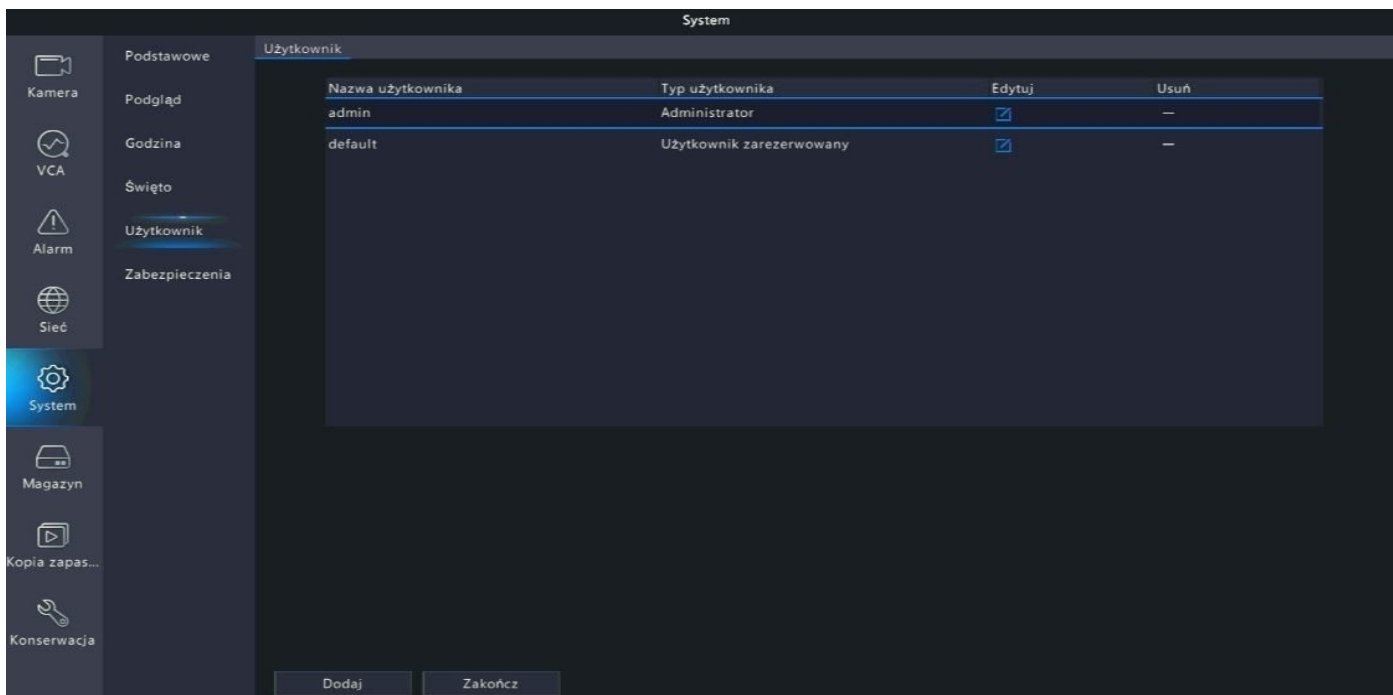 System
Kamera
VCA
Alarm
Sieć
System
Magazyn
Kopia zapas...
Konserwacja
Podstawowe
Podgląd
Godzina
Święto
Użytkownik
Zabezpieczenia
Użytkownik
Nazwa użytkownika Typ użytkownika Edytuj Usuń
admin Administrator —
default Użytkownik zarezerwowany —
Dodaj Zakończ